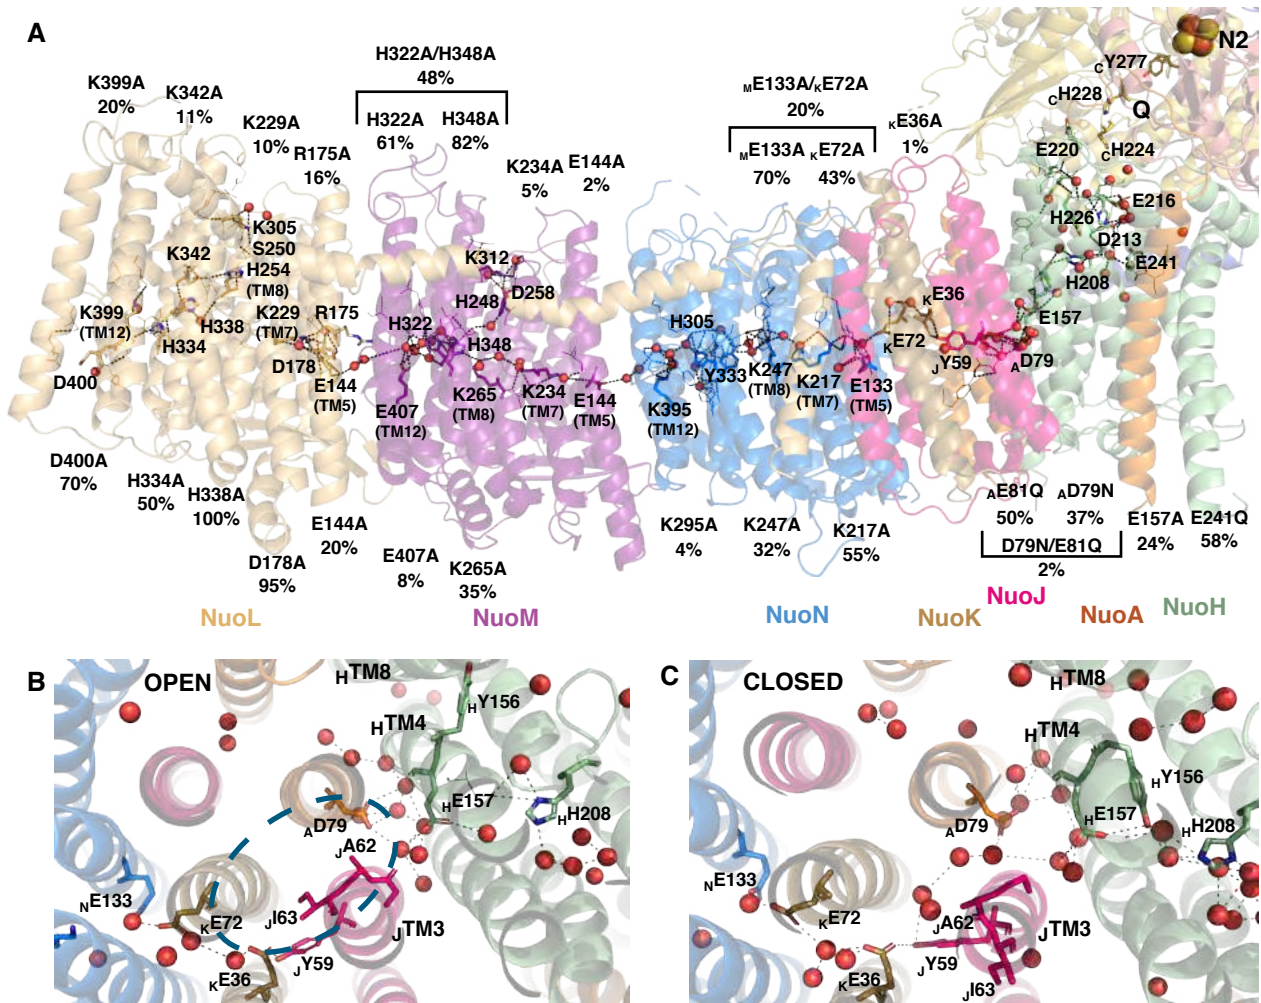 A
N2
CY277
CH228
Q
CH224
E220
H322A/H348A
48%
K399A
20%
K342A
11%
K229A
10%
R175A
16%
H322A
61%
H348A
82%
K234A
5%
E144A
2%
ME133A/KE72A
20%
ME133A
70%
KE72A
43%
KE36A
1%
E216
H226
D213
E241
H208
E157
K305
S250
K342
H254
(TM8)
K399
(TM12)
H338
H334
K229
(TM7)
R175
D178
E144
(TM5)
D400
K312
D258
H248
H322
H348
E407
(TM12)
K265
(TM8)
K234
(TM7)
E144
(TM5)
H305
Y333
K247
(TM8)
K395
(TM12)
K217
(TM7)
E133
(TM5)
KE36
KE72
JY59
AD79
D400A
70%
H334A
50%
H338A
100%
D178A
95%
E144A
20%
E407A
8%
K265A
35%
K295A
4%
K247A
32%
K217A
55%
AE81Q
50%
AD79N
37%
D79N/E81Q
2%
E157A
24%
E241Q
58%
NuoL
NuoM
NuoN
NuoK
NuoJ
NuoA
NuoH
B
OPEN
HTM8
HY156
HTM4
HE157
HH208
AD79
JA62
JI63
JTM3
NE133
KE72
KE36
JY59
C
CLOSED
HTM8
HTM4
HY156
HE157
HH208
AD79
NE133
KE72
JA62
JTM3
KE36
JY59
JI63